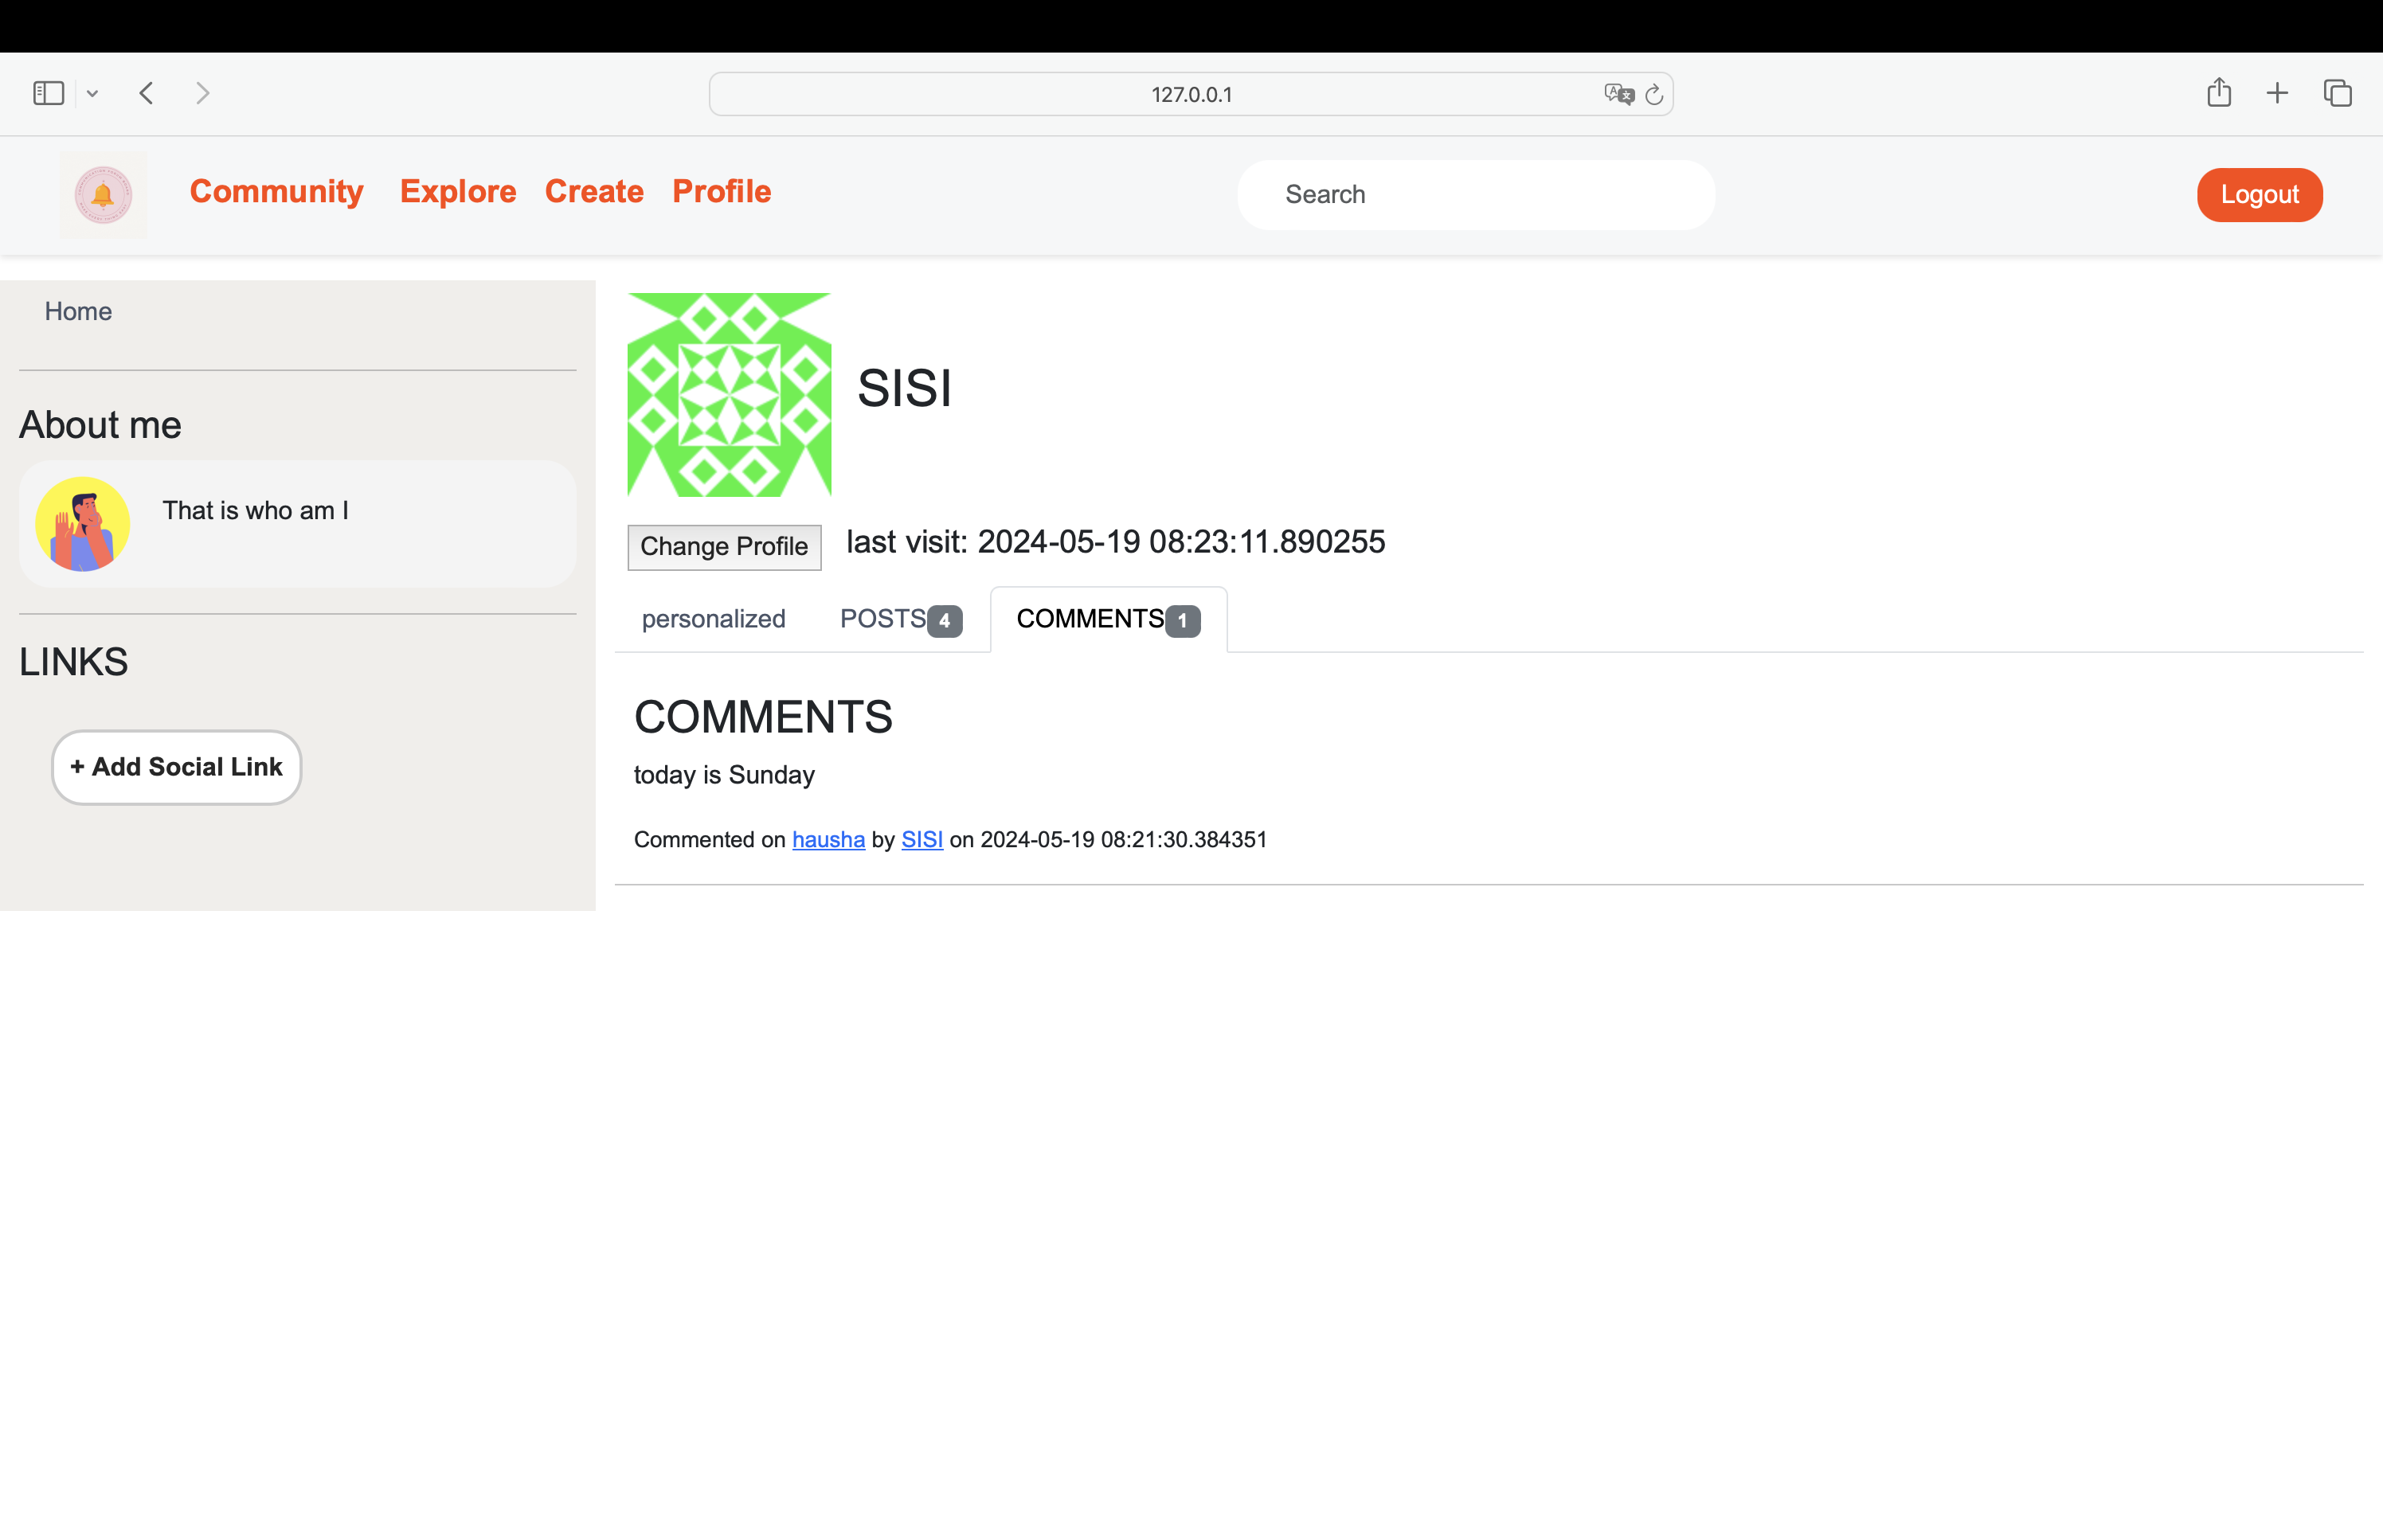 127.0.0.1
Community Explore Create Profile
Search
Logout
Home
About me
That is who am I
LINKS
+ Add Social Link
SISI
Change Profile
last visit: 2024-05-19 08:23:11.890255
personalized
POSTS 4
COMMENTS 1
COMMENTS
today is Sunday
Commented on hausha by SISI on 2024-05-19 08:21:30.384351